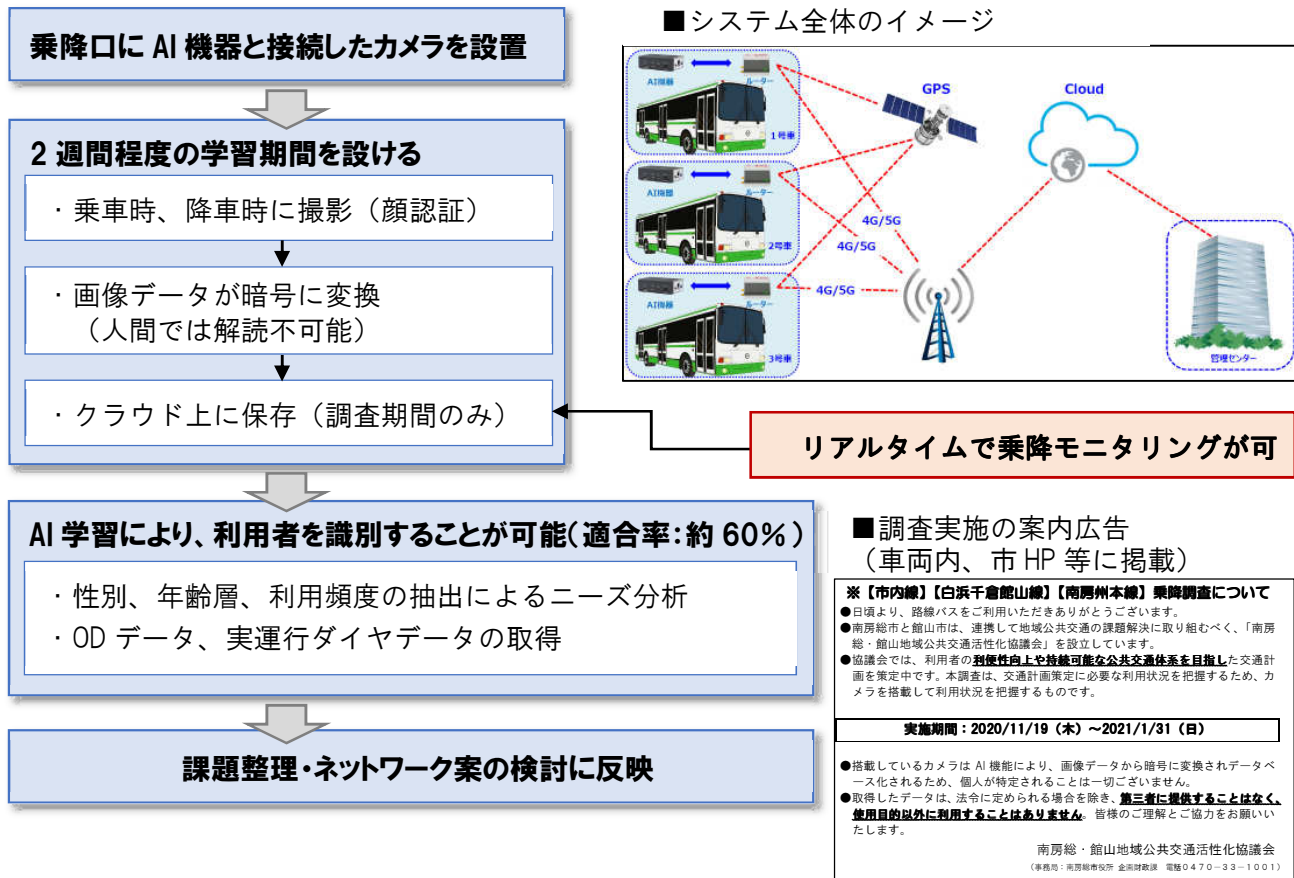 乗降口に AI 機器と接続したカメラを設置
2 週間程度の学習期間を設ける
・乗車時、降車時に撮影（顔認証）
・画像データが暗号に変換
（人間では解読不可能）
・クラウド上に保存（調査期間のみ）
AI 学習により、利用者を識別することが可能（適合率：約 60%）
・性別、年齢層、利用頻度の抽出によるニーズ分析
・OD データ、実運行ダイヤデータの取得
課題整理・ネットワーク案の検討に反映
■システム全体のイメージ
AI機器
ルーター
1号車
AI機器
ルーター
2号車
AI機器
ルーター
3号車
GPS
Cloud
4G/5G
4G/5G
4G/5G
管理センター
リアルタイムで乗降モニタリングが可
■調査実施の案内広告
（車両内、市 HP 等に掲載）
※【市内線】【白浜千倉館山線】【南房州本線】乗降調査について
●日頃より、路線バスをご利用いただきありがとうございます。
●南房総市と館山市は、連携して地域公共交通の課題解決に取り組むべく、「南房
総・館山地域公共交通活性化協議会」を設立しています。
●協議会では、利用者の利便性向上や持続可能な公共交通体系を目指した交通計
画を策定中です。本調査は、交通計画策定に必要な利用状況を把握するため、カ
メラを搭載して利用状況を把握するものです。
実施期間：2020/11/19（木）～2021/1/31（日）
●搭載しているカメラは AI 機能により、画像データから暗号に変換されデータベ
ース化されるため、個人が特定されることは一切ございません。
●取得したデータは、法令に定められる場合を除き、第三者に提供することはなく、
使用目的以外に利用することはありません。皆様のご理解とご協力をお願いい
たします。
南房総・館山地域公共交通活性化協議会
（事務局：南房総市役所 企画財政課 電話０４７０－３３－１００１）